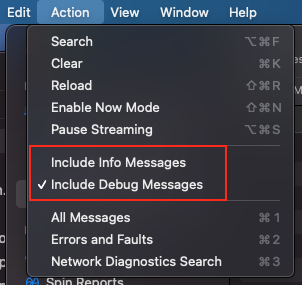 Edit Action View Window Help
Search ⌥⌘F
Clear ⌘K
Reload ⇧⌘R
Enable Now Mode ⇧⌘N
Pause Streaming ⌥⌘S
Include Info Messages
✓ Include Debug Messages
All Messages ⌘1
Errors and Faults ⌘2
Network Diagnostics Search ⌘3
Spin Reports